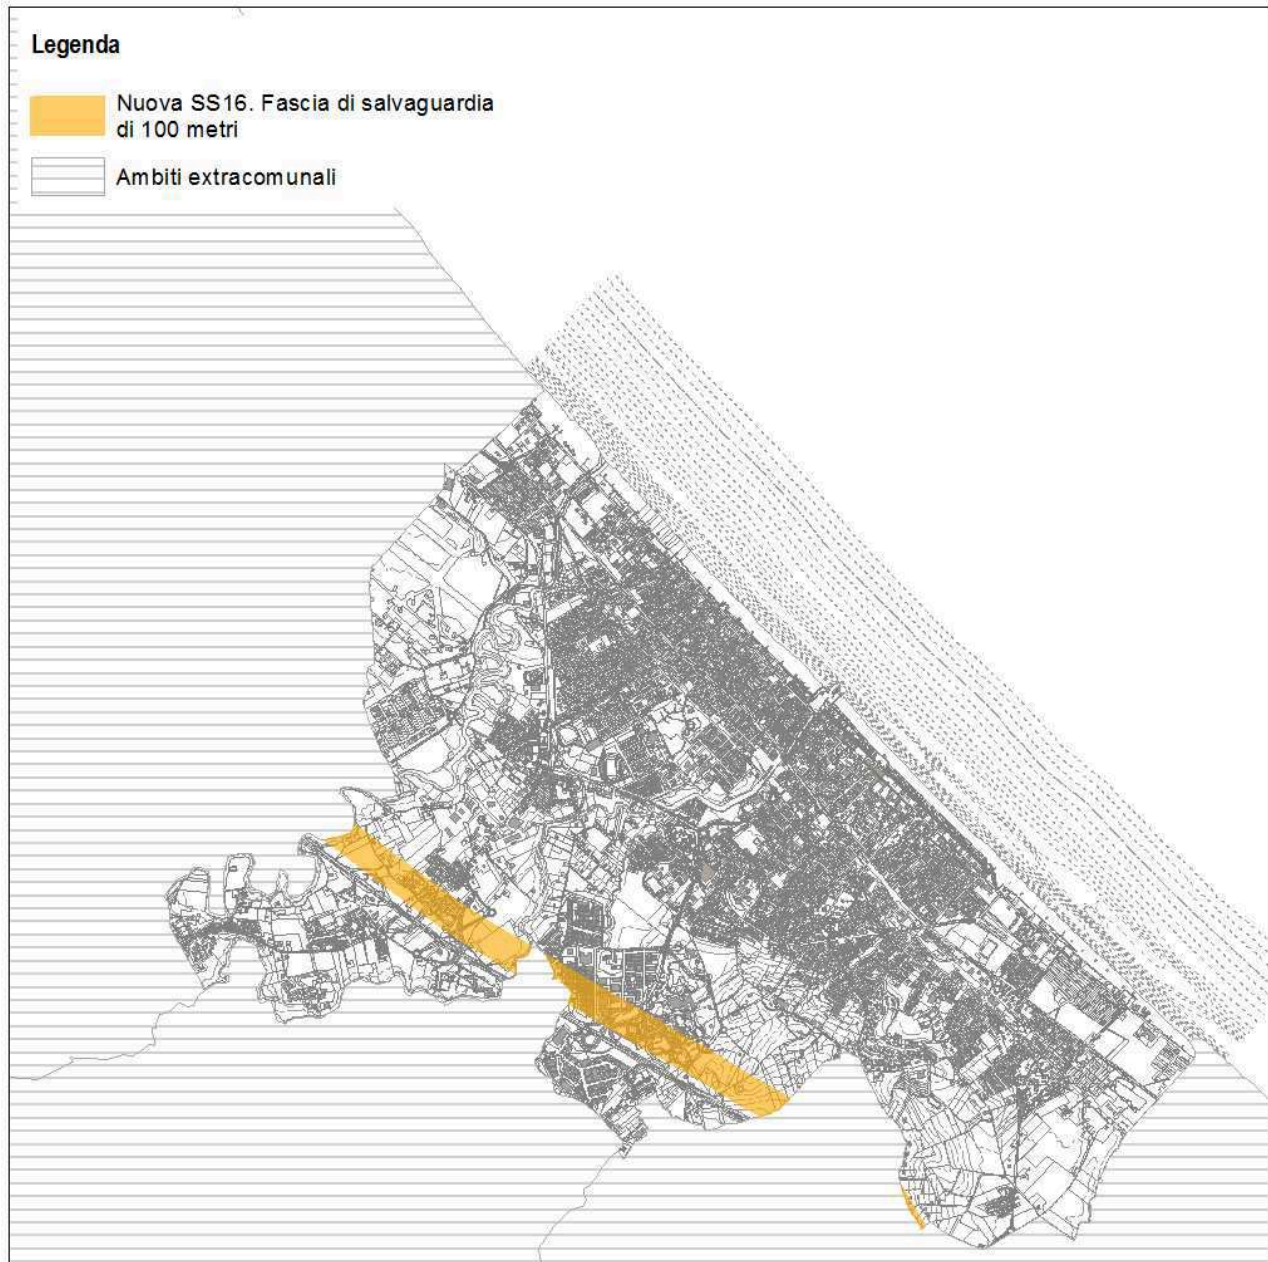 Legenda
Nuova SS16. Fascia di salvaguardia
di 100 metri
Ambiti extracomunali